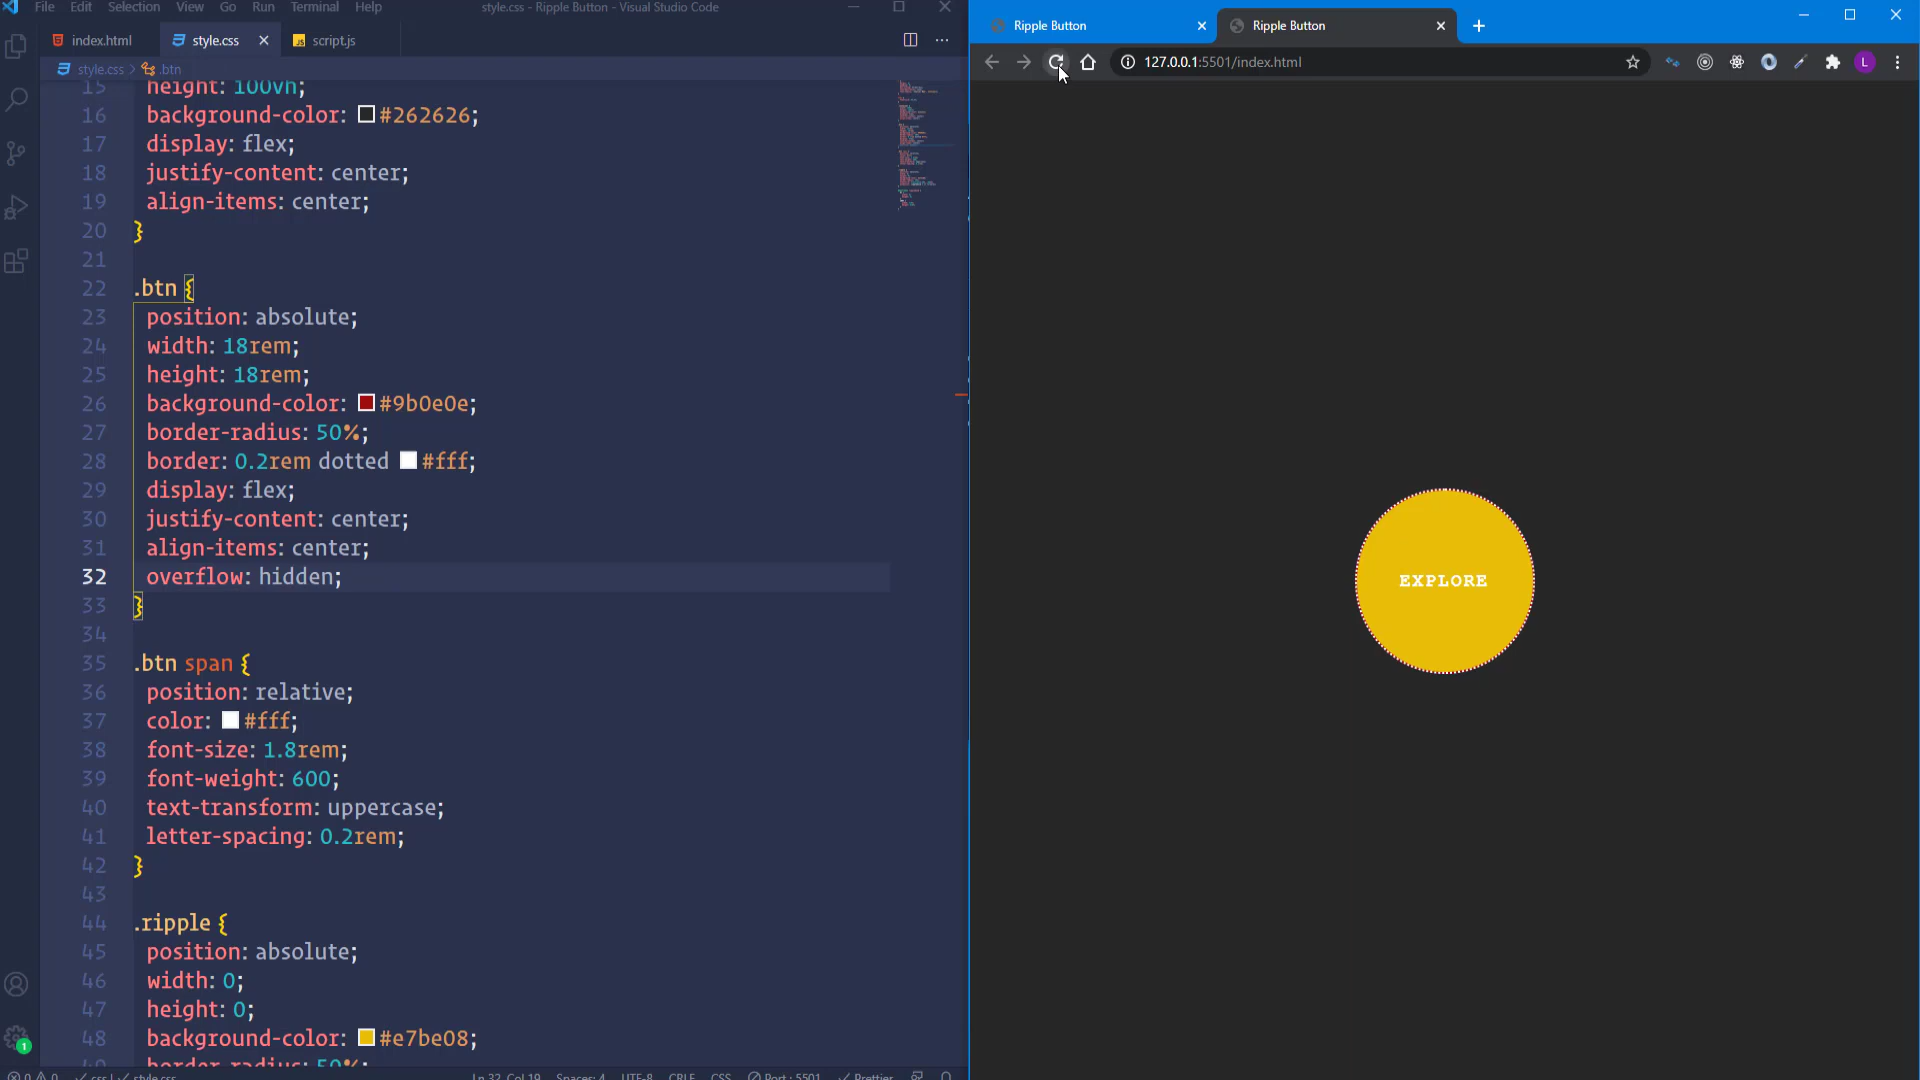 File Edit Selection View Go Run Terminal Help
style.css - Ripple Button - Visual Studio Code
index.html
style.css
script.js
style.css > .btn
15 height: 100vh;
16 background-color: #262626;
17 display: flex;
18 justify-content: center;
19 align-items: center;
20 }
21
22 .btn {
23 position: absolute;
24 width: 18rem;
25 height: 18rem;
26 background-color: #9b0e0e;
27 border-radius: 50%;
28 border: 0.2rem dotted #fff;
29 display: flex;
30 justify-content: center;
31 align-items: center;
32 overflow: hidden;
33 }
34
35 .btn span {
36 position: relative;
37 color: #fff;
38 font-size: 1.8rem;
39 font-weight: 600;
40 text-transform: uppercase;
41 letter-spacing: 0.2rem;
42 }
43
44 .ripple {
45 position: absolute;
46 width: 0;
47 height: 0;
48 background-color: #e7be08;
49 border-radius: 50%;
1
0 0 css | style.css Ln 32, Col 19 Spaces: 4 UTF-8 CRLF CSS Port : 5501 Prettier
Ripple Button
Ripple Button
127.0.0.1:5501/index.html
L
EXPLORE